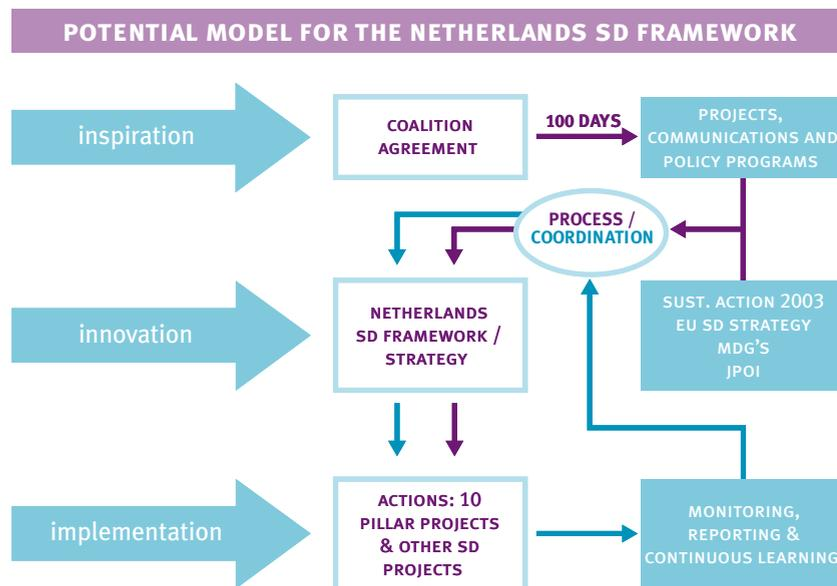 POTENTIAL MODEL FOR THE NETHERLANDS SD FRAMEWORK
inspiration
COALITION
AGREEMENT
100 DAYS
PROJECTS,
COMMUNICATIONS AND
POLICY PROGRAMS
PROCESS /
COORDINATION
innovation
NETHERLANDS
SD FRAMEWORK /
STRATEGY
SUST. ACTION 2003
EU SD STRATEGY
MDG'S
JPOI
implementation
ACTIONS: 10
PILLAR PROJECTS
& OTHER SD
PROJECTS
MONITORING,
REPORTING &
CONTINUOUS LEARNING